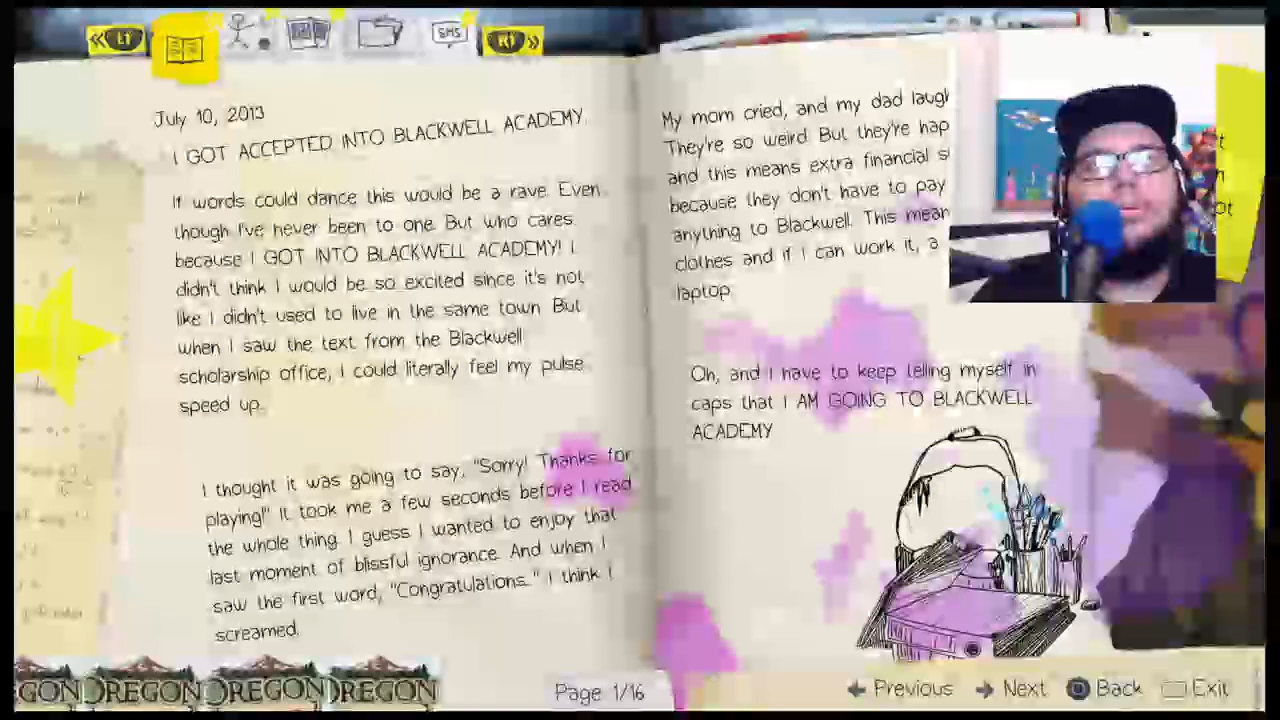 LT
SMS
RT
July 10, 2013
I GOT ACCEPTED INTO BLACKWELL ACADEMY.
If words could dance this would be a rave. Even
though I've never been to one. But who cares.
because I GOT INTO BLACKWELL ACADEMY! I
didn't think I would be so excited since it's not
like I didn't used to live in the same town But
when I saw the text from the Blackwell
scholarship office, I could literally feel my pulse
speed up.
I thought it was going to say, "Sorry! Thanks for
playing!" It took me a few seconds before I read
the whole thing I guess I wanted to enjoy that
last moment of blissful ignorance. And when I
saw the first word, "Congratulations." I think I
screamed.
My mom cried, and my dad laugh
They're so weird But they're hap
and this means extra financial s
because they don't have to pay
anything to Blackwell. This mean
clothes and if I can work it, a
laptop
Oh, and I have to keep telling myself in
caps that I AM GOING TO BLACKWELL
ACADEMY
GON OREGON OREGON OREGON
Page 1/16
Previous Next Back Exit